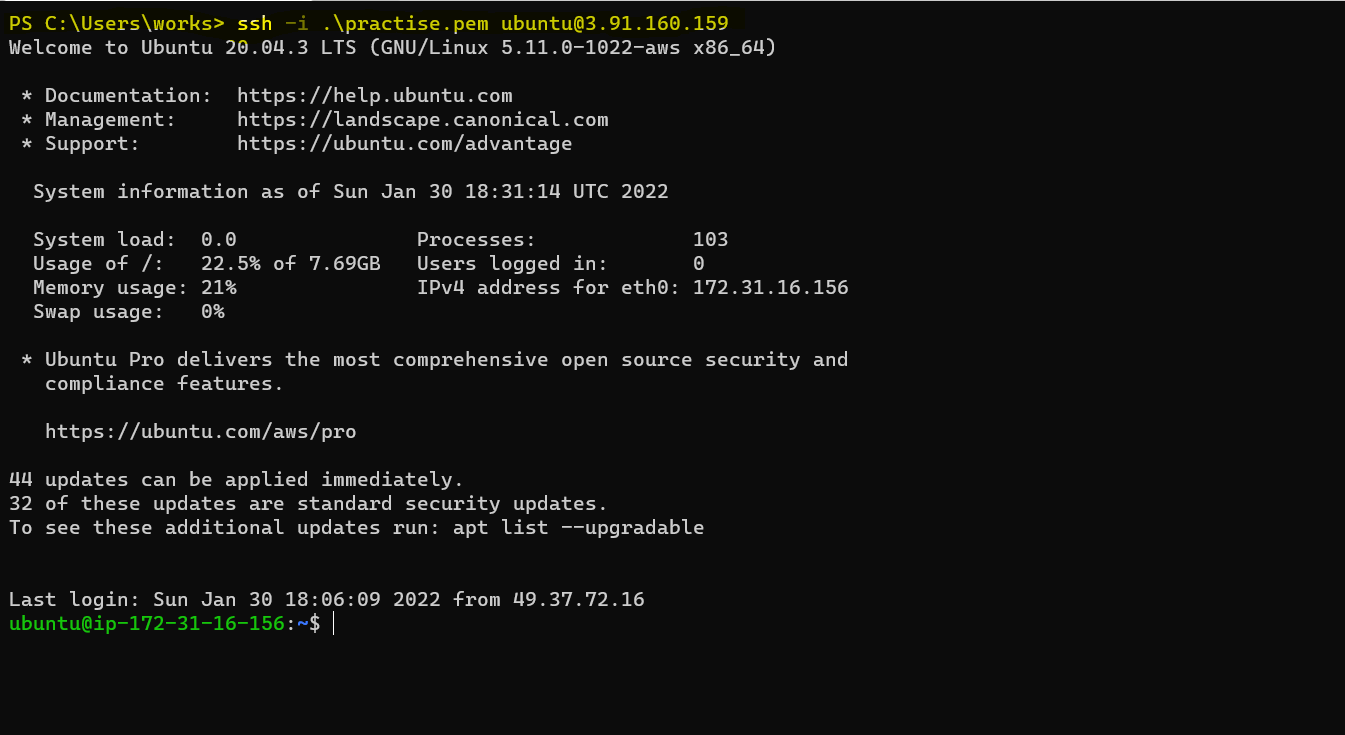 PS C:\Users\works> ssh -i .\practise.pem ubuntu@3.91.160.159
Welcome to Ubuntu 20.04.3 LTS (GNU/Linux 5.11.0-1022-aws x86_64)
* Documentation: https://help.ubuntu.com
* Management: https://landscape.canonical.com
* Support: https://ubuntu.com/advantage
System information as of Sun Jan 30 18:31:14 UTC 2022
System load: 0.0 Processes: 103
Usage of /: 22.5% of 7.69GB Users logged in: 0
Memory usage: 21% IPv4 address for eth0: 172.31.16.156
Swap usage: 0%
* Ubuntu Pro delivers the most comprehensive open source security and
compliance features.
https://ubuntu.com/aws/pro
44 updates can be applied immediately.
32 of these updates are standard security updates.
To see these additional updates run: apt list --upgradable
Last login: Sun Jan 30 18:06:09 2022 from 49.37.72.16
ubuntu@ip-172-31-16-156:~$